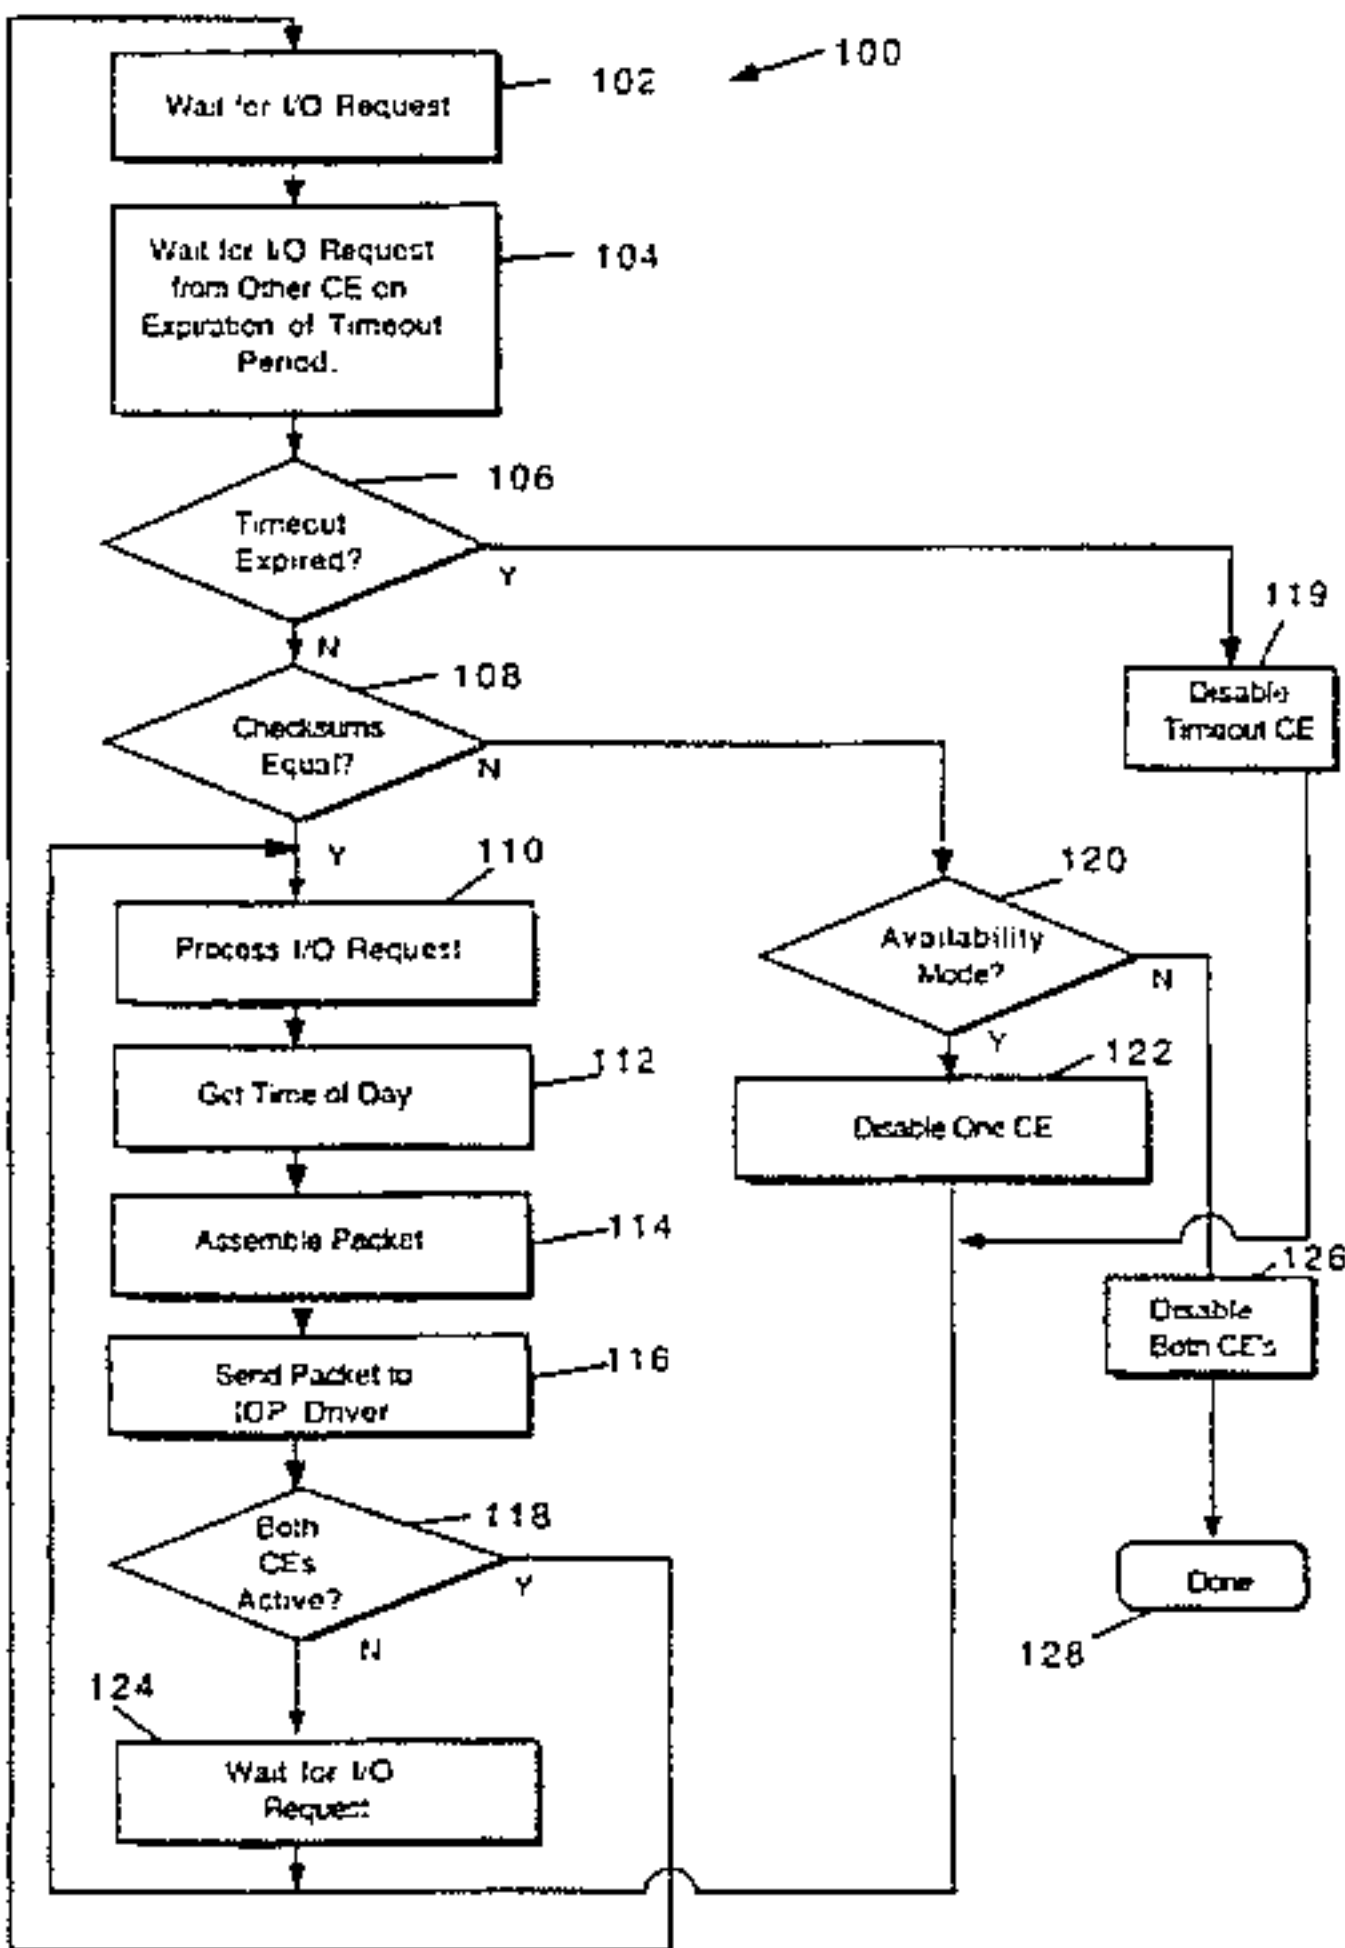 100
Wait for I/O Request
102
Wait for I/O Request
from Other CE on
Expiration of Timeout
Period.
104
106
Timeout
Expired?
Y
N
119
Disable
Timeout CE
108
Checksums
Equal?
N
Y
110
Process I/O Request
120
Availability
Mode?
N
Y
112
Get Time of Day
122
Disable One CE
114
Assemble Packet
126
Disable
Both CE's
116
Send Packet to
IOP Driver
118
Both
CEs
Active?
Y
N
Done
128
124
Wait for I/O
Request